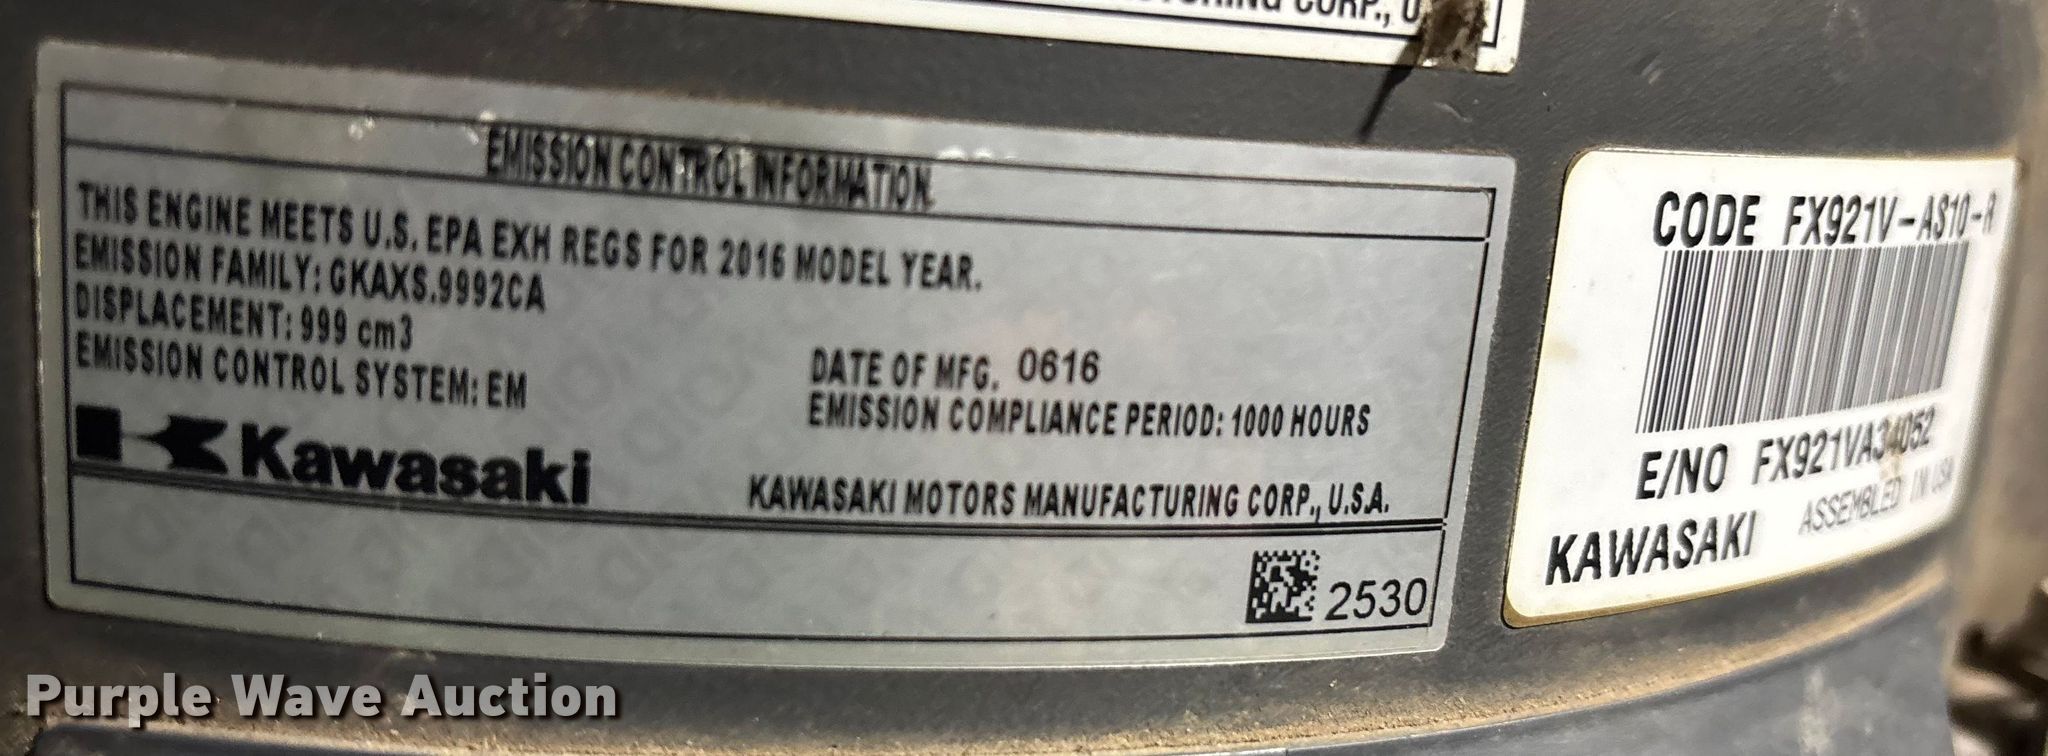 EMISSION CONTROL INFORMATION
THIS ENGINE MEETS U.S. EPA EXH REGS FOR 2016 MODEL YEAR.
EMISSION FAMILY: GKAXS.9992CA
DISPLACEMENT: 999 cm3
EMISSION CONTROL SYSTEM: EM
DATE OF MFG. 0616
EMISSION COMPLIANCE PERIOD: 1000 HOURS
Kawasaki
KAWASAKI MOTORS MANUFACTURING CORP., U.S.A.
2530
CODE FX921V-AS10-R
E/NO FX921VA34052
ASSEMBLED IN USA
KAWASAKI
Purple Wave Auction